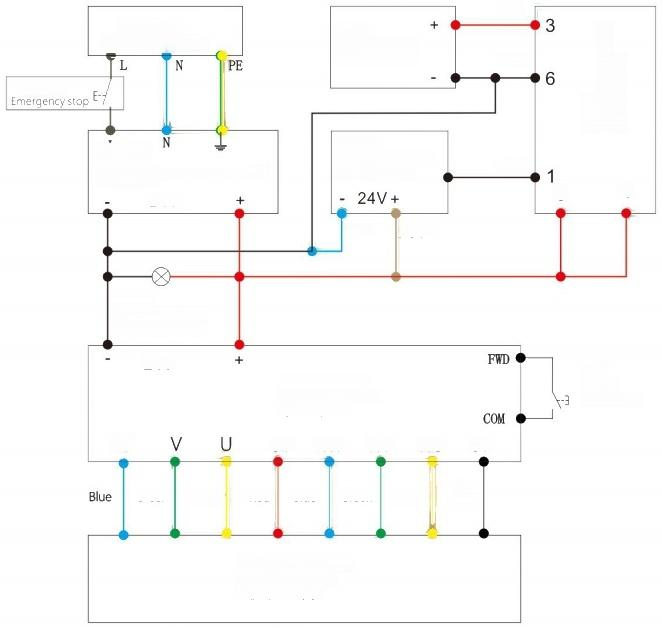 + 3
L N PE
- 6
Emergency stop
N
1
- + - 24V +
- +
FWD
COM
V U
Blue